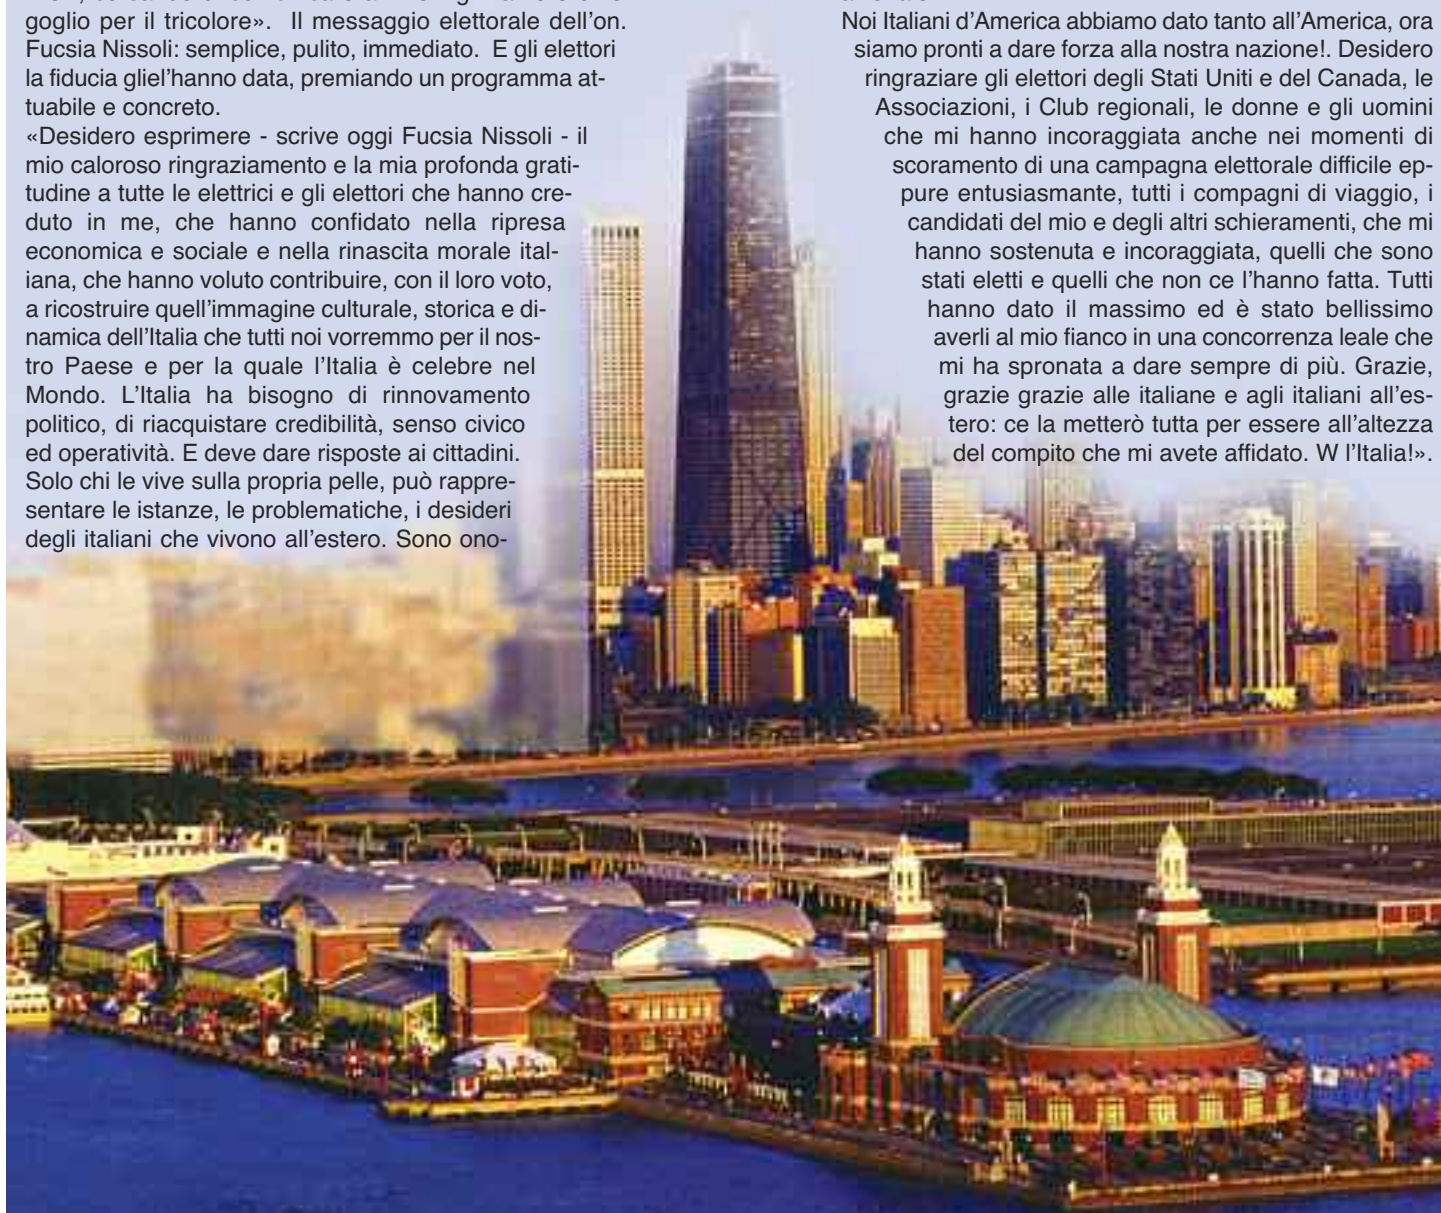 goglio per il tricolore».  Il messaggio elettorale dell'on.
Fucsia Nissoli: semplice, pulito, immediato.  E gli elettori
la fiducia gliel'hanno data, premiando un programma at-
tuabile e concreto.
«Desidero esprimere - scrive oggi Fucsia Nissoli - il
mio caloroso ringraziamento e la mia profonda grati-
tudine a tutte le elettrici e gli elettori che hanno cre-
duto in me, che hanno confidato nella ripresa
economica e sociale e nella rinascita morale ital-
iana, che hanno voluto contribuire, con il loro voto,
a ricostruire quell'immagine culturale, storica e di-
namica dell'Italia che tutti noi vorremmo per il nos-
tro Paese e per la quale l'Italia è celebre nel
Mondo. L'Italia ha bisogno di rinnovamento
politico, di riacquistare credibilità, senso civico
ed operatività. E deve dare risposte ai cittadini.
Solo chi le vive sulla propria pelle, può rappre-
sentare le istanze, le problematiche, i desideri
degli italiani che vivono all'estero. Sono ono-
Noi Italiani d'America abbiamo dato tanto all'America, ora
siamo pronti a dare forza alla nostra nazione!. Desidero
ringraziare gli elettori degli Stati Uniti e del Canada, le
Associazioni, i Club regionali, le donne e gli uomini
che mi hanno incoraggiata anche nei momenti di
scoramento di una campagna elettorale difficile ep-
pure entusiasmante, tutti i compagni di viaggio, i
candidati del mio e degli altri schieramenti, che mi
hanno sostenuta e incoraggiata, quelli che sono
stati eletti e quelli che non ce l'hanno fatta. Tutti
hanno dato il massimo ed è stato bellissimo
averli al mio fianco in una concorrenza leale che
mi ha spronata a dare sempre di più. Grazie,
grazie grazie alle italiane e agli italiani all'es-
tero: ce la metterò tutta per essere all'altezza
del compito che mi avete affidato. W l'Italia!».